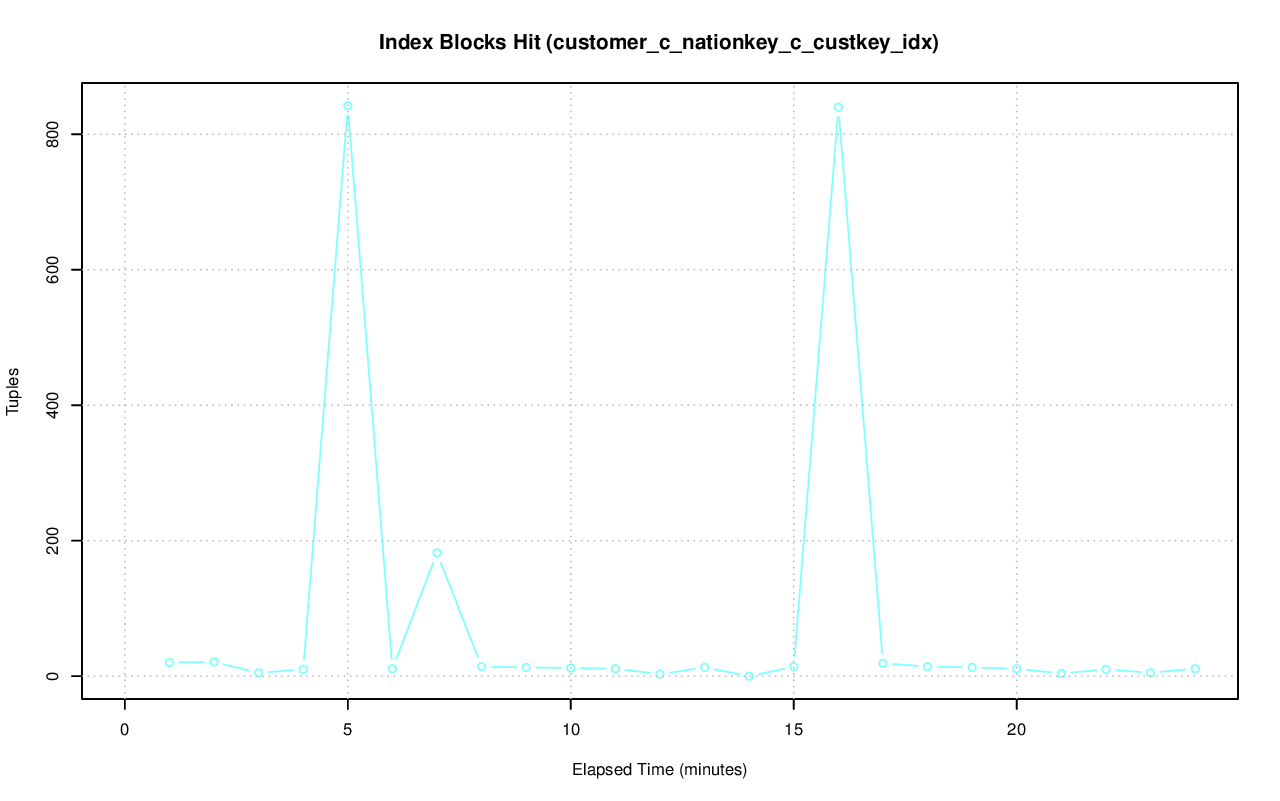 Index Blocks Hit (customer_c_nationkey_c_custkey_idx)
800
600
400
200
0
Tuples
0 5 10 15 20
Elapsed Time (minutes)